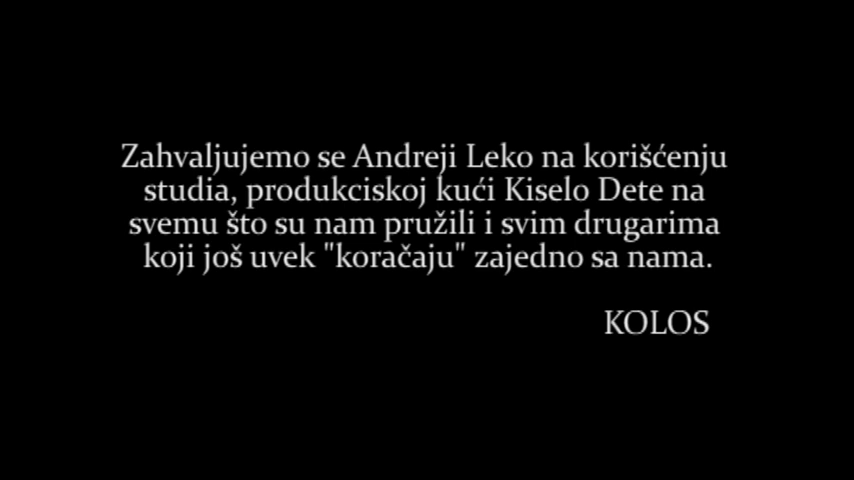 Zahvaljujemo se Andreji Leko na korišćenju
studia, produkciskoj kući Kiselo Dete na
svemu što su nam pružili i svim drugarima
koji još uvek "koračaju" zajedno sa nama.
KOLOS